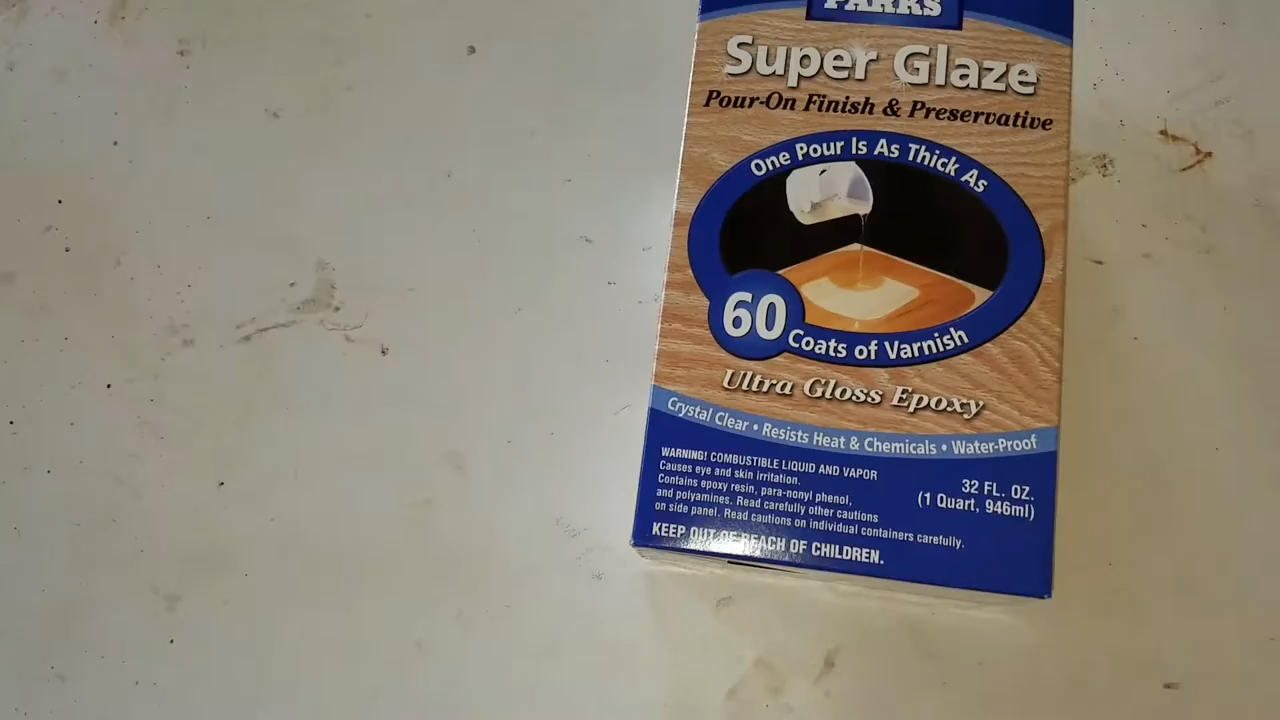 PARKS
Super Glaze
Pour-On Finish & Preservative
One Pour Is As Thick As
60
Coats of Varnish
Ultra Gloss Epoxy
Crystal Clear • Resists Heat & Chemicals • Water-Proof
WARNING! COMBUSTIBLE LIQUID AND VAPOR
Causes eye and skin irritation.
Contains epoxy resin, para-nonyl phenol,
and polyamines. Read carefully other cautions
on side panel. Read cautions on individual containers carefully.
KEEP OUT OF REACH OF CHILDREN.
32 FL. OZ.
(1 Quart, 946ml)